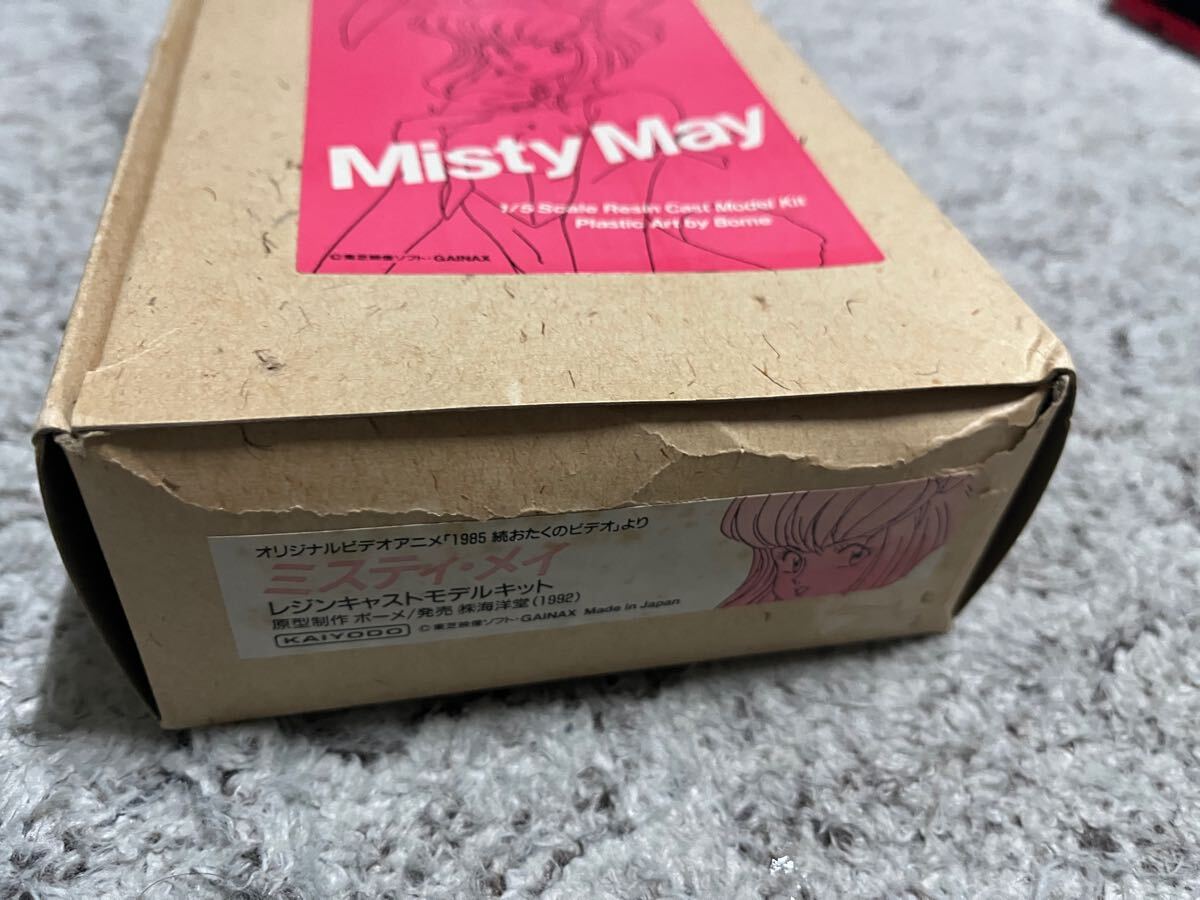 Misty May
1/5 Scale Resin Cast Model Kit
Plastic Art by Bome
©東芝映像ソフト・GAINAX
オリジナルビデオアニメ「1985 続おたくのビデオ」より
ミスティ・メイ
レジンキャストモデルキット
原型制作 ボーメ/発売 ㈱海洋堂(1992)
KAIYODO ©東芝映像ソフト・GAINAX Made in Japan